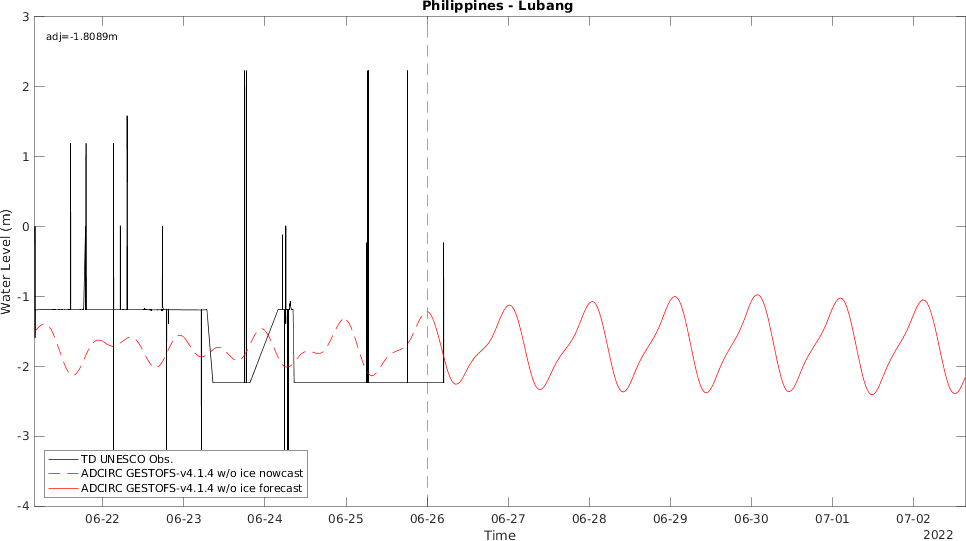 Philippines - Lubang
adj=-1.8089m
3
2
1
0
-1
-2
-3
-4
Water Level (m)
TD UNESCO Obs.
ADCIRC GESTOFS-v4.1.4 w/o ice nowcast
ADCIRC GESTOFS-v4.1.4 w/o ice forecast
06-22 06-23 06-24 06-25 06-26 06-27 06-28 06-29 06-30 07-01 07-02
Time
2022